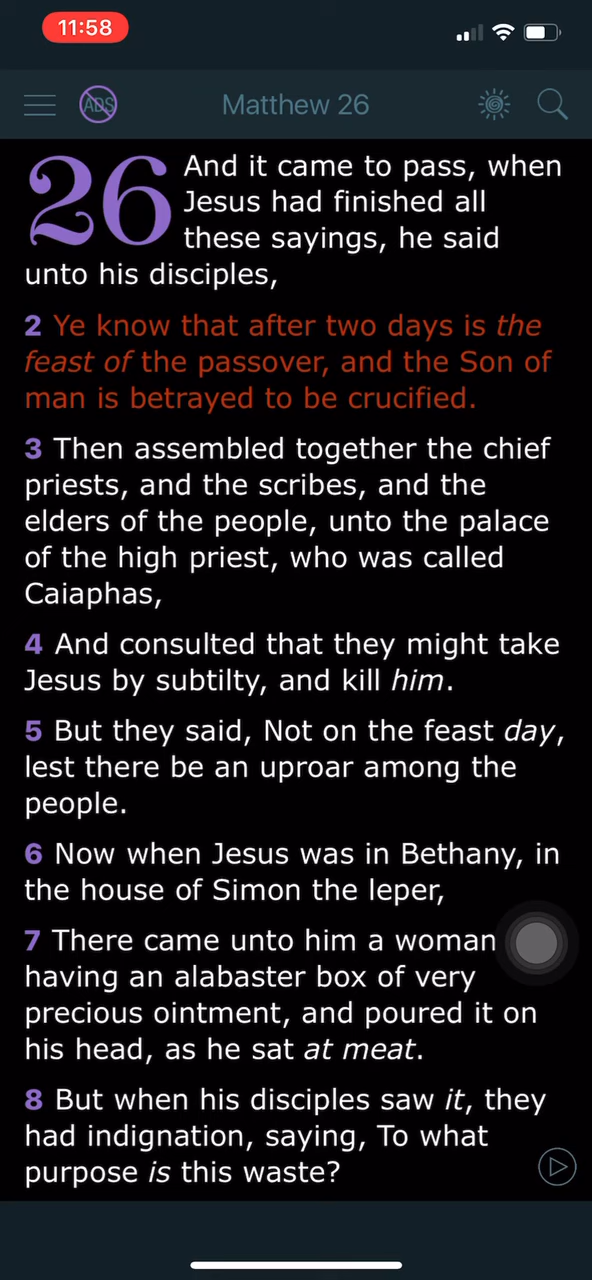 11:58
ADS
Matthew 26
26 And it came to pass, when
Jesus had finished all
these sayings, he said
unto his disciples,
2 Ye know that after two days is the
feast of the passover, and the Son of
man is betrayed to be crucified.
3 Then assembled together the chief
priests, and the scribes, and the
elders of the people, unto the palace
of the high priest, who was called
Caiaphas,
4 And consulted that they might take
Jesus by subtilty, and kill him.
5 But they said, Not on the feast day,
lest there be an uproar among the
people.
6 Now when Jesus was in Bethany, in
the house of Simon the leper,
7 There came unto him a woman
having an alabaster box of very
precious ointment, and poured it on
his head, as he sat at meat.
8 But when his disciples saw it, they
had indignation, saying, To what
purpose is this waste?